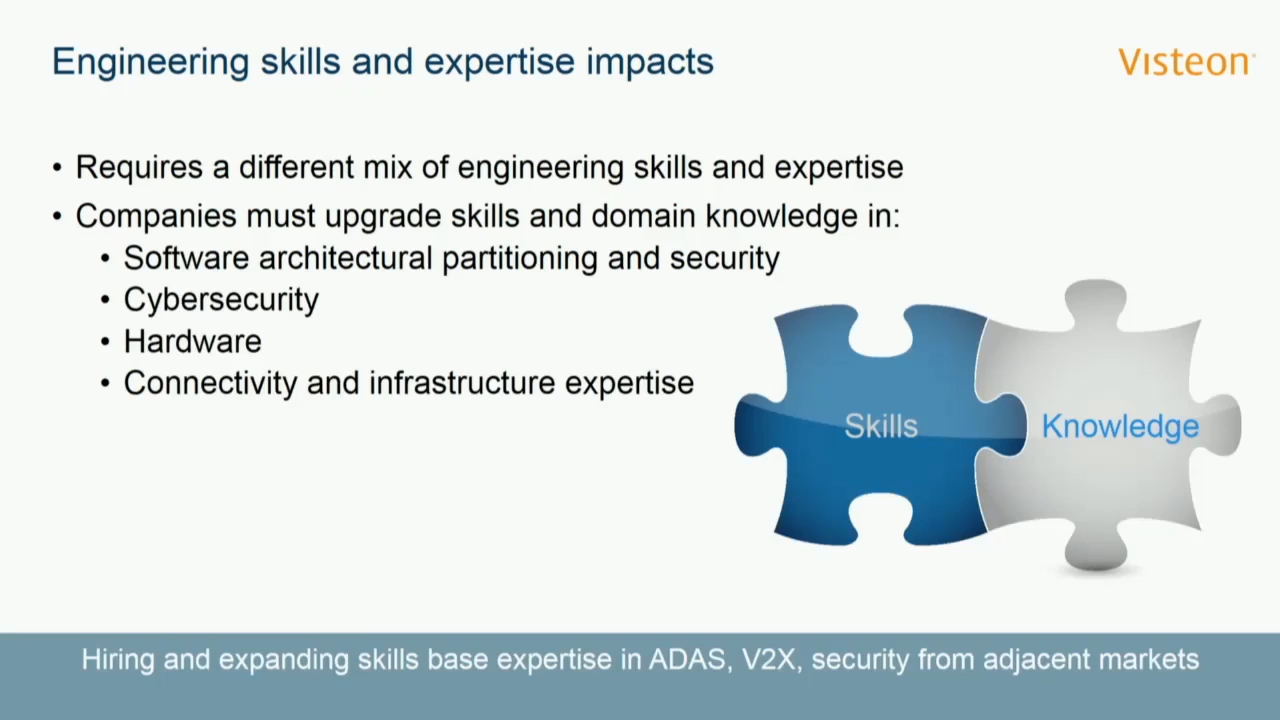 Engineering skills and expertise impacts
Visteon
• Requires a different mix of engineering skills and expertise
• Companies must upgrade skills and domain knowledge in:
• Software architectural partitioning and security
• Cybersecurity
• Hardware
• Connectivity and infrastructure expertise
Skills
Knowledge
Hiring and expanding skills base expertise in ADAS, V2X, security from adjacent markets